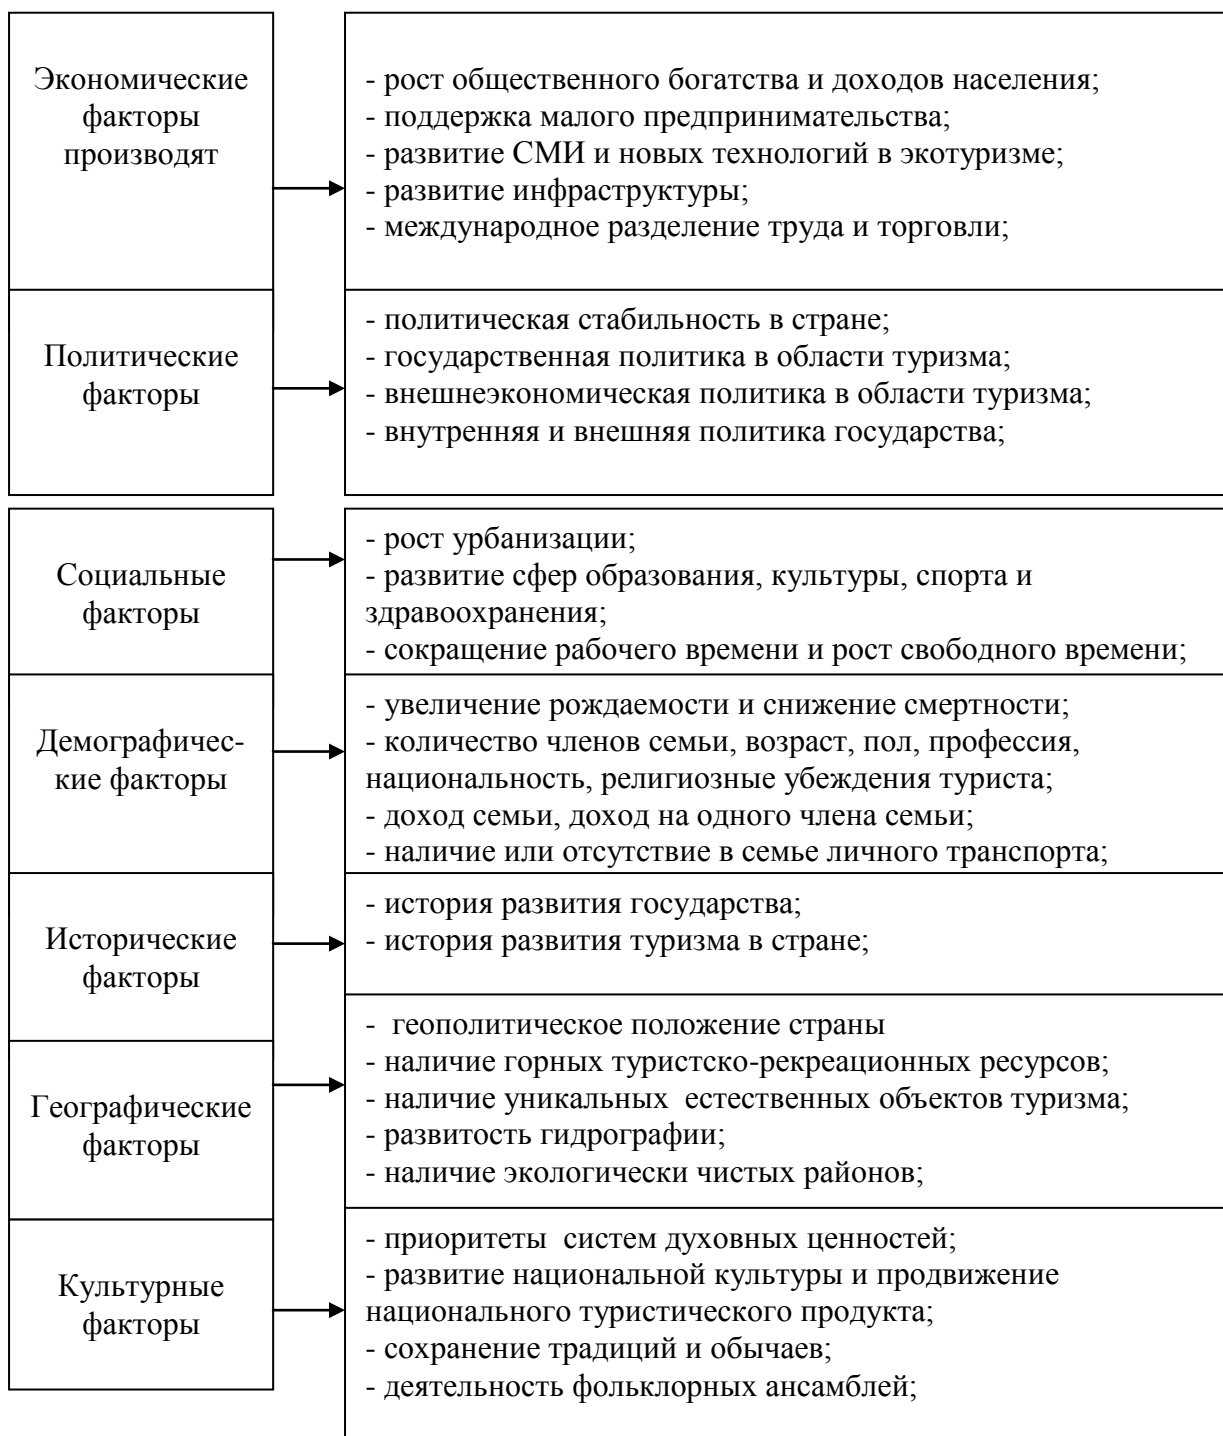 Экономические
факторы
производят
- рост общественного богатства и доходов населения;
- поддержка малого предпринимательства;
- развитие СМИ и новых технологий в экотуризме;
- развитие инфраструктуры;
- международное разделение труда и торговли;
Политические
факторы
- политическая стабильность в стране;
- государственная политика в области туризма;
- внешнеэкономическая политика в области туризма;
- внутренняя и внешняя политика государства;
Социальные
факторы
- рост урбанизации;
- развитие сфер образования, культуры, спорта и
здравоохранения;
- сокращение рабочего времени и рост свободного времени;
Демографичес-
кие факторы
- увеличение рождаемости и снижение смертности;
- количество членов семьи, возраст, пол, профессия,
национальность, религиозные убеждения туриста;
- доход семьи, доход на одного члена семьи;
- наличие или отсутствие в семье личного транспорта;
Исторические
факторы
- история развития государства;
- история развития туризма в стране;
Географические
факторы
- геополитическое положение страны
- наличие горных туристско-рекреационных ресурсов;
- наличие уникальных естественных объектов туризма;
- развитость гидрографии;
- наличие экологически чистых районов;
Культурные
факторы
- приоритеты систем духовных ценностей;
- развитие национальной культуры и продвижение
национального туристического продукта;
- сохранение традиций и обычаев;
- деятельность фольклорных ансамблей;